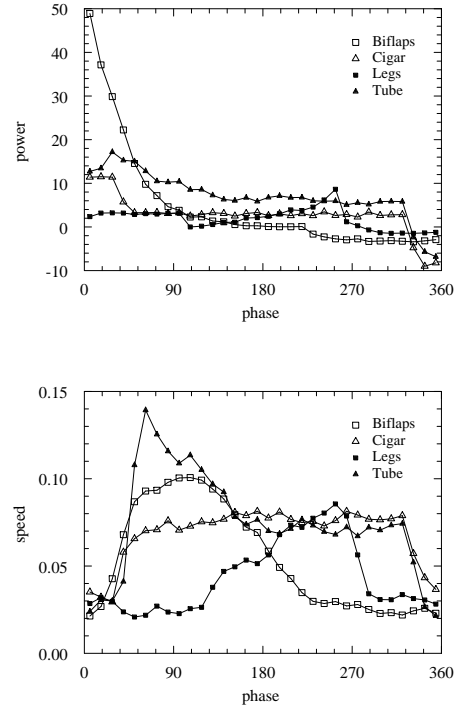 50
40
30
20
10
0
-10
power
Biflaps
Cigar
Legs
Tube
0 90 180 270 360
phase
0.15
0.10
0.05
0.00
speed
Biflaps
Cigar
Legs
Tube
0 90 180 270 360
phase